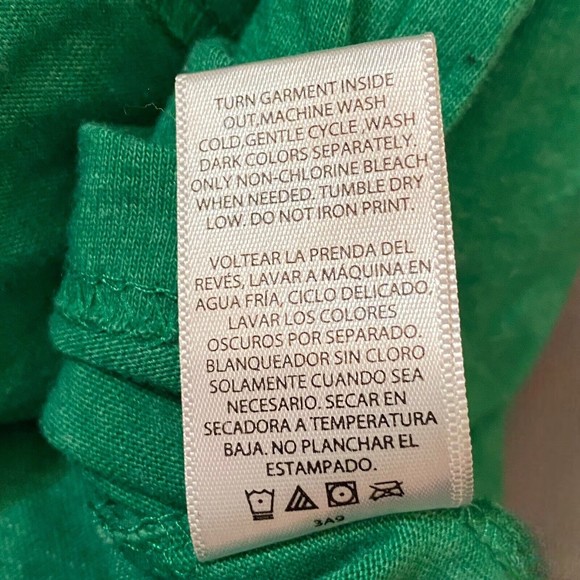 TURN GARMENT INSIDE
OUT,MACHINE WASH
COLD,GENTLE CYCLE ,WASH
DARK COLORS SEPARATELY.
ONLY NON-CHLORINE BLEACH
WHEN NEEDED. TUMBLE DRY
LOW. DO NOT IRON PRINT.
VOLTEAR LA PRENDA DEL
REVÉS, LAVAR A MÁQUINA EN
AGUA FRÍA, CICLO DELICADO,
LAVAR LOS COLORES
OSCUROS POR SEPARADO.
BLANQUEADOR SIN CLORO
SOLAMENTE CUANDO SEA
NECESARIO. SECAR EN
SECADORA A TEMPERATURA
BAJA. NO PLANCHAR EL
ESTAMPADO.
3A9